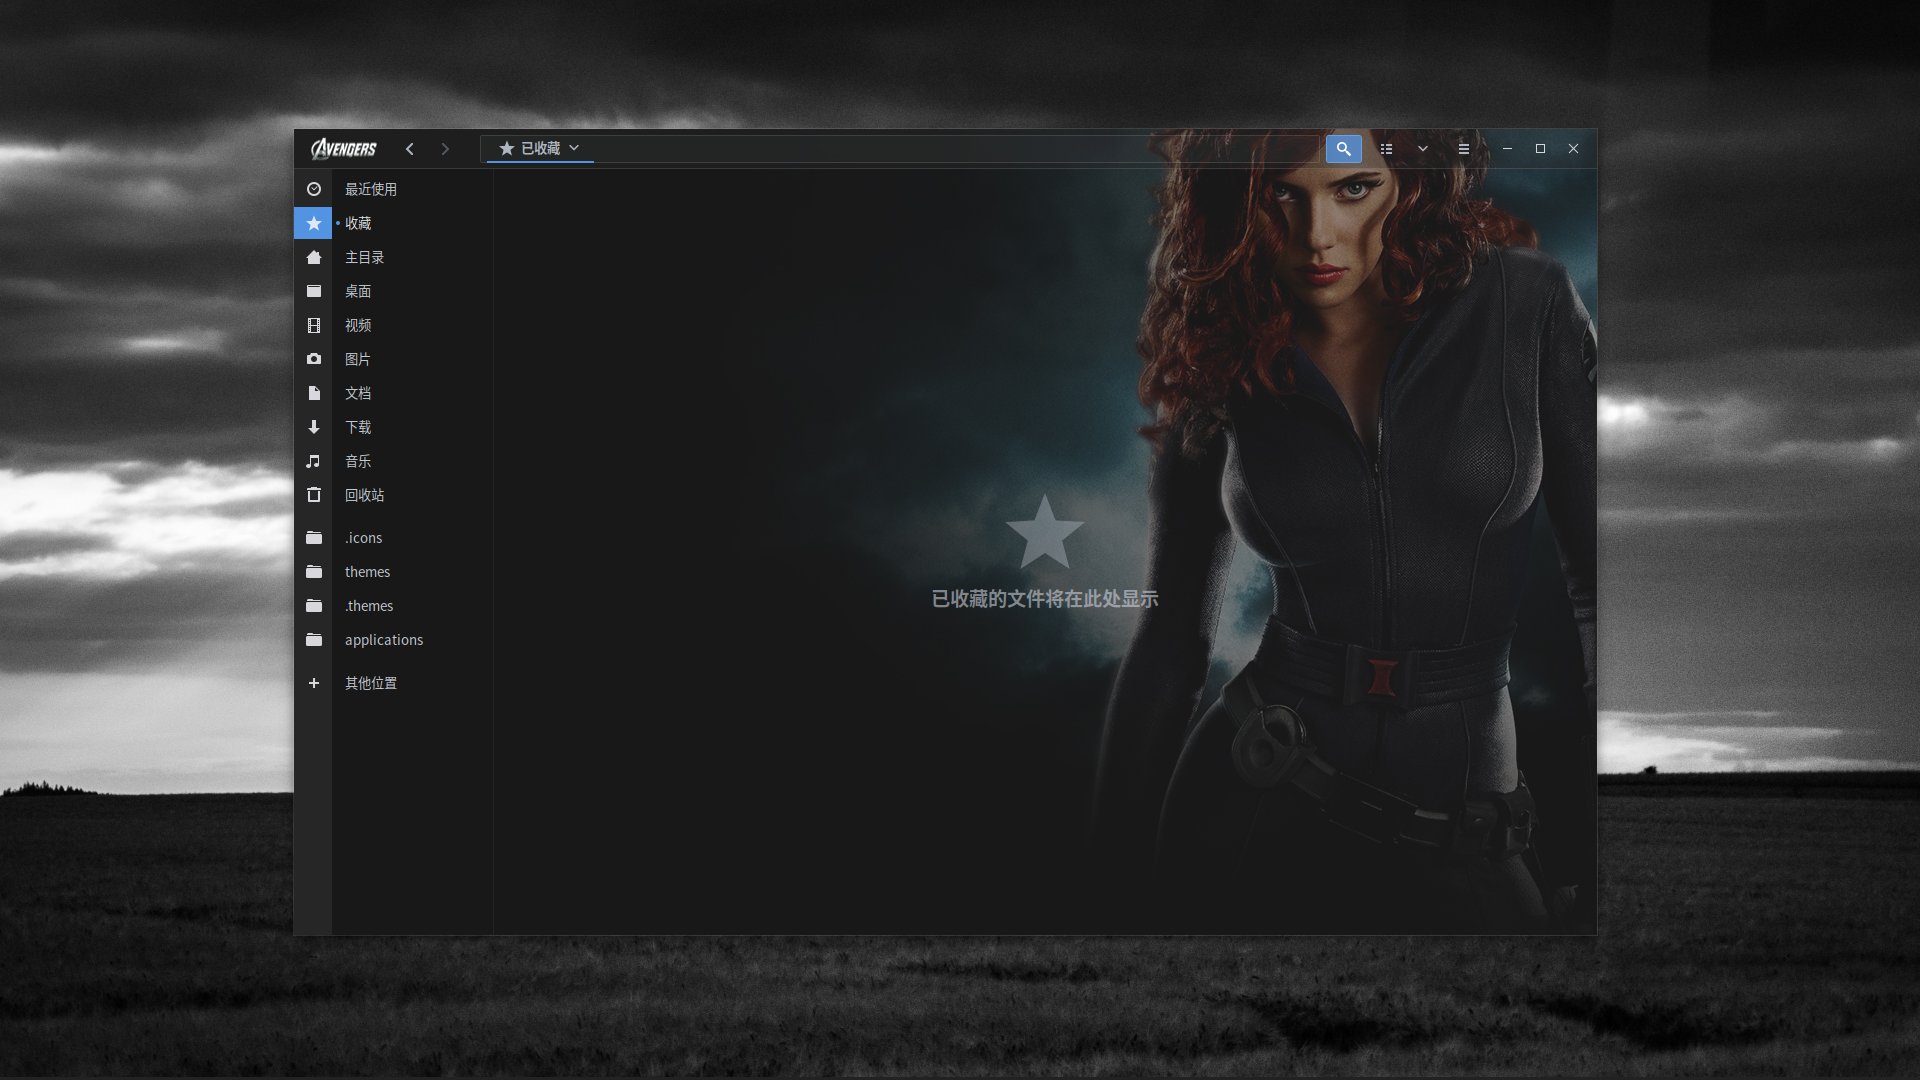 AVENGERS
已收藏
最近使用
收藏
主目录
桌面
视频
图片
文档
下载
音乐
回收站
.icons
themes
.themes
applications
其他位置
已收藏的文件将在此处显示